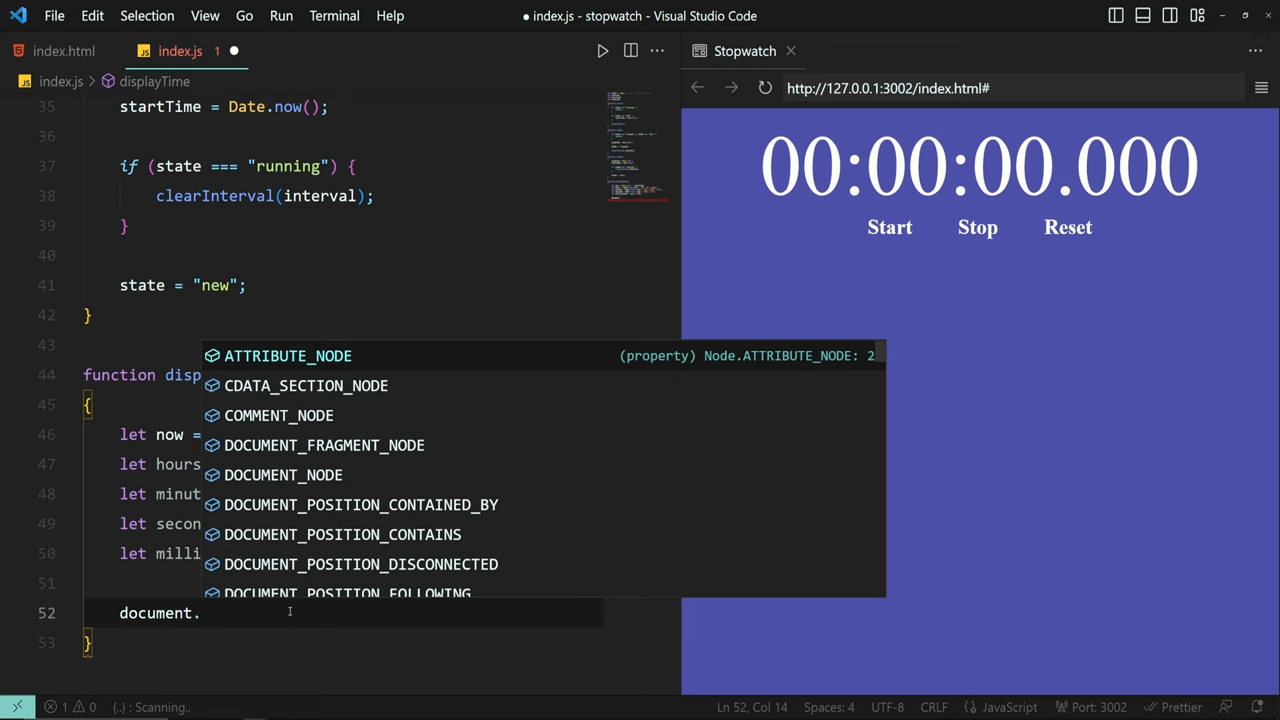 File Edit Selection View Go Run Terminal Help
● index.js - stopwatch - Visual Studio Code
index.html
JS index.js 1 ●
Stopwatch
JS index.js > displayTime
http://127.0.0.1:3002/index.html#
35 startTime = Date.now();
36
37 if (state === "running") {
38 clearInterval(interval);
39 }
40
41 state = "new";
42 }
43
44 function disp
45 {
46 let now =
47 let hours
48 let minut
49 let secon
50 let milli
51
52 document.
53 }
ATTRIBUTE_NODE (property) Node.ATTRIBUTE_NODE: 2
CDATA_SECTION_NODE
COMMENT_NODE
DOCUMENT_FRAGMENT_NODE
DOCUMENT_NODE
DOCUMENT_POSITION_CONTAINED_BY
DOCUMENT_POSITION_CONTAINS
DOCUMENT_POSITION_DISCONNECTED
DOCUMENT_POSITION_FOLLOWING
00:00:00.000
Start Stop Reset
1 0 {..} : Scanning.. Ln 52, Col 14 Spaces: 4 UTF-8 CRLF {} JavaScript Port: 3002 Prettier